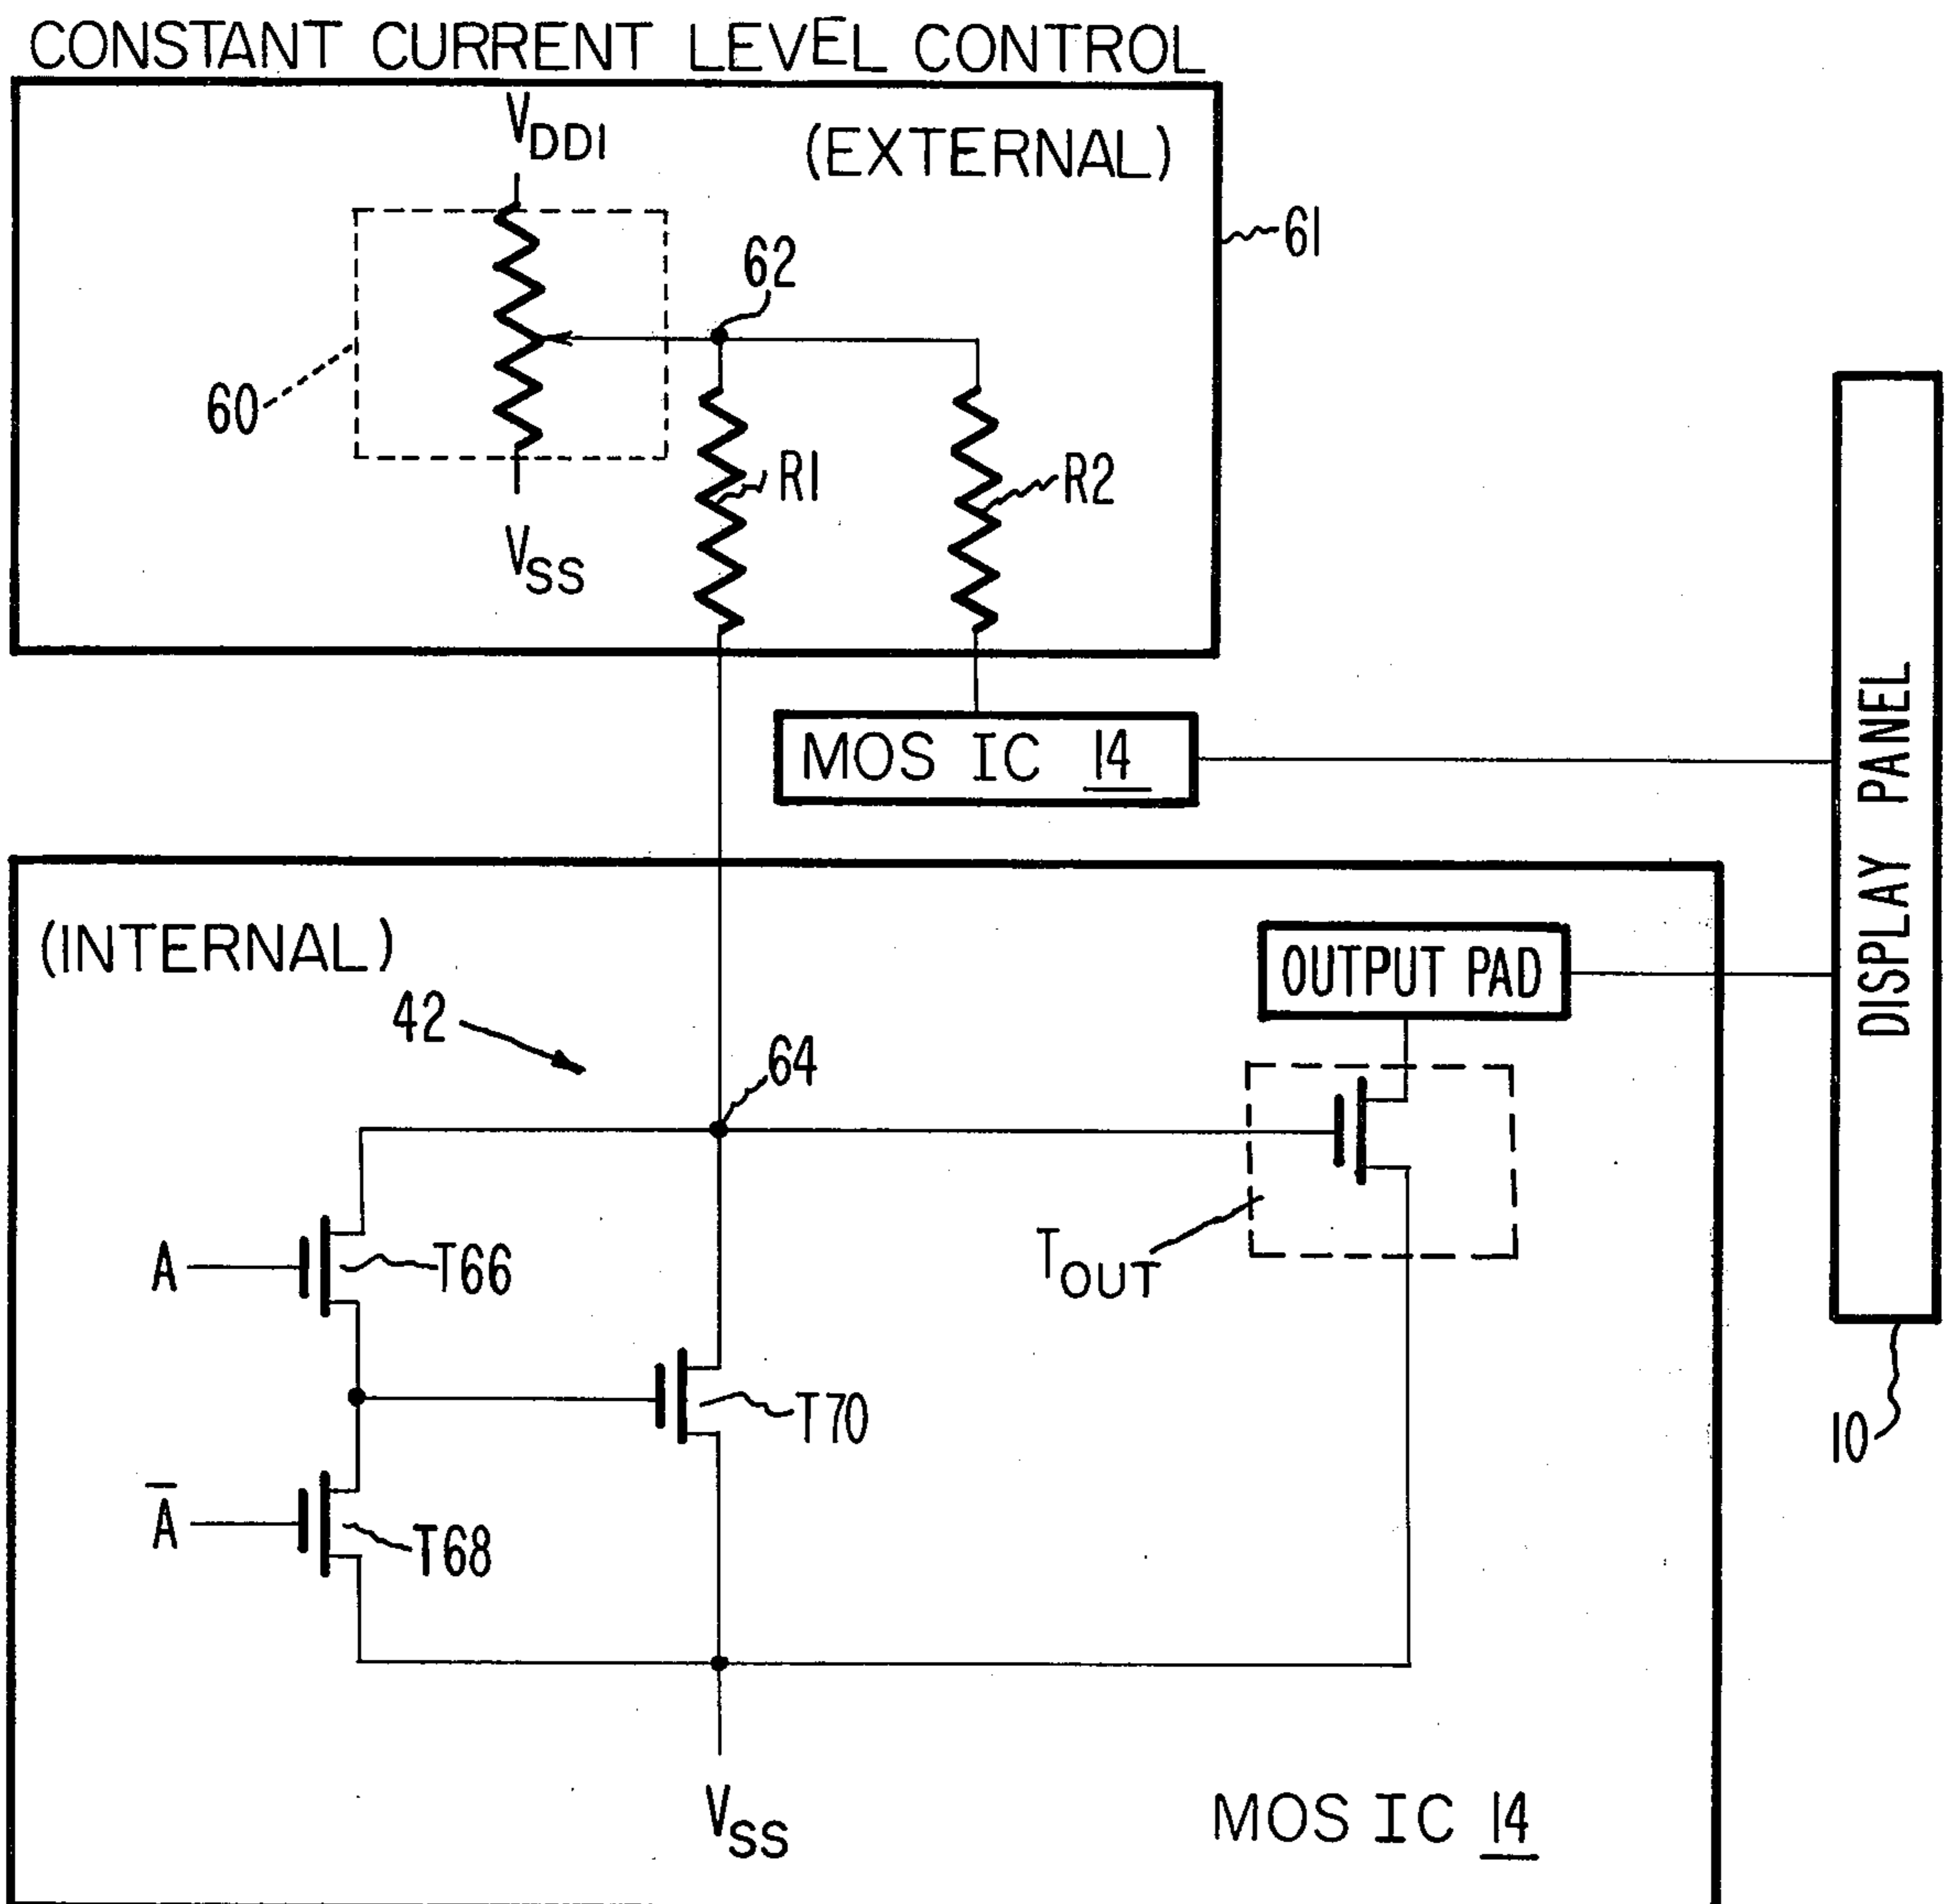 CONSTANT CURRENT LEVEL CONTROL
VDD1
(EXTERNAL)
61
62
60
R1
R2
VSS
MOS IC 14
DISPLAY PANEL
(INTERNAL)
OUTPUT PAD
42
64
A
T66
TOUT
T70
10
A̅
T68
VSS
MOS IC 14